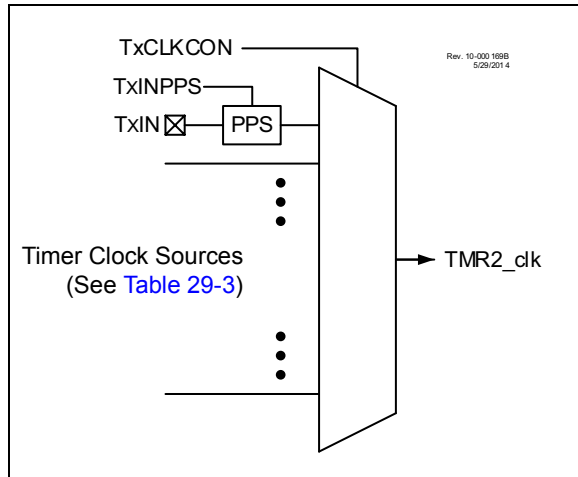 TxCLKCON
Rev. 10-000 169B
5/29/2014
TxINPPS
TxIN
PPS
Timer Clock Sources
(See Table 29-3)
TMR2_clk